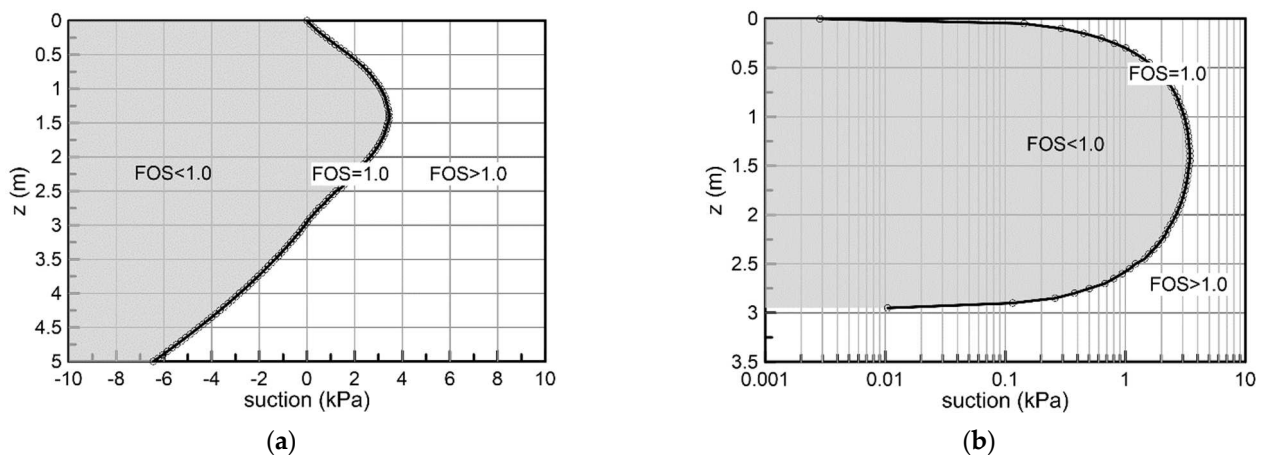 0
0.5
1
1.5
2
2.5
3
3.5
4
4.5
5
z (m)
FOS<1.0
FOS=1.0
FOS>1.0
-10 -8 -6 -4 -2 0 2 4 6 8 10
suction (kPa)
(a)
0
0.5
1
1.5
2
2.5
3
3.5
z (m)
FOS=1.0
FOS<1.0
FOS>1.0
0.001 0.01 0.1 1 10
suction (kPa)
(b)